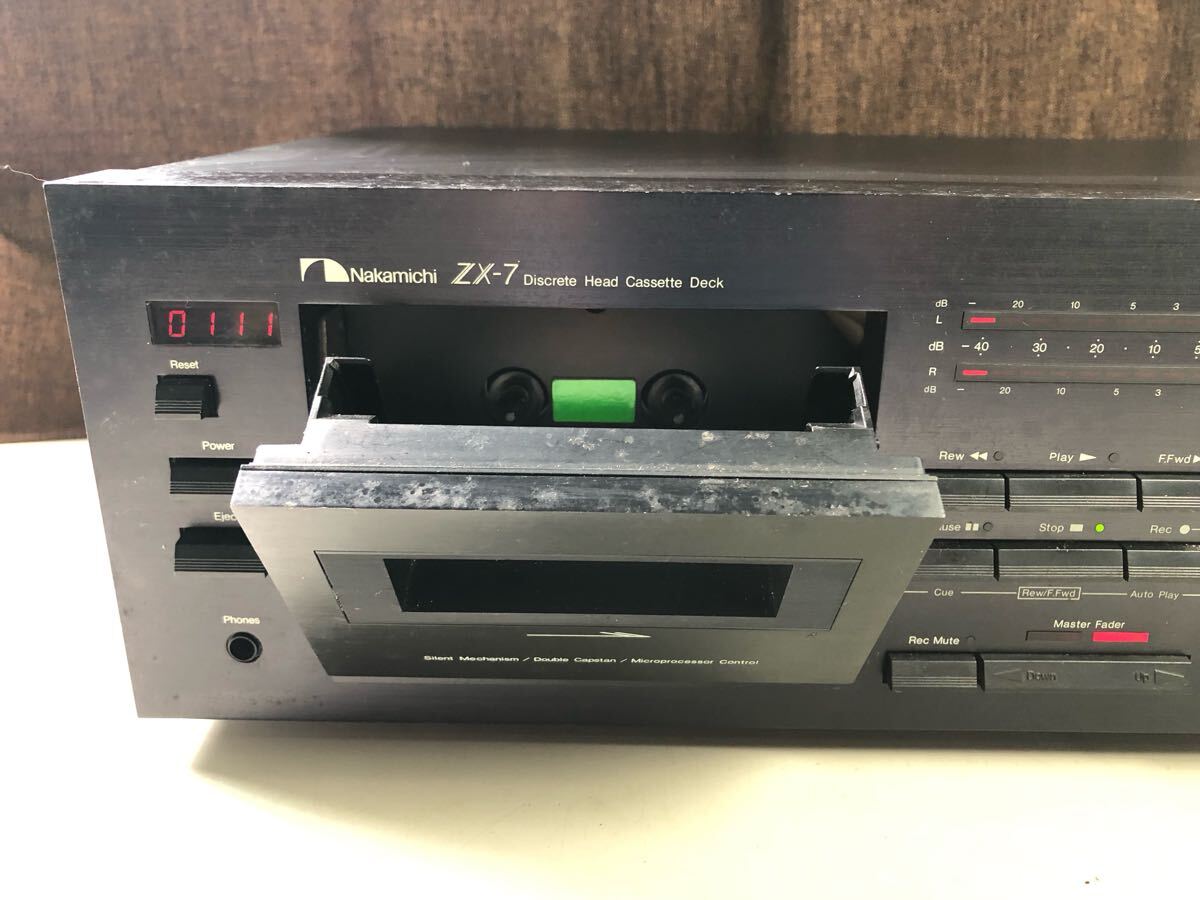 Nakamichi ZX-7 Discrete Head Cassette Deck
0111
Reset
Power
Phones
dB - 20 10 5 3
L
dB -40 · 30 · 20 · 10 5
R
dB - 20 10 5 3
Rew Play F.Fwd
Stop Rec
Cue Rew/F.Fwd Auto Play
Master Fader
Rec Mute
Down Up
Silent Mechanism / Double Capstan / Microprocessor Control